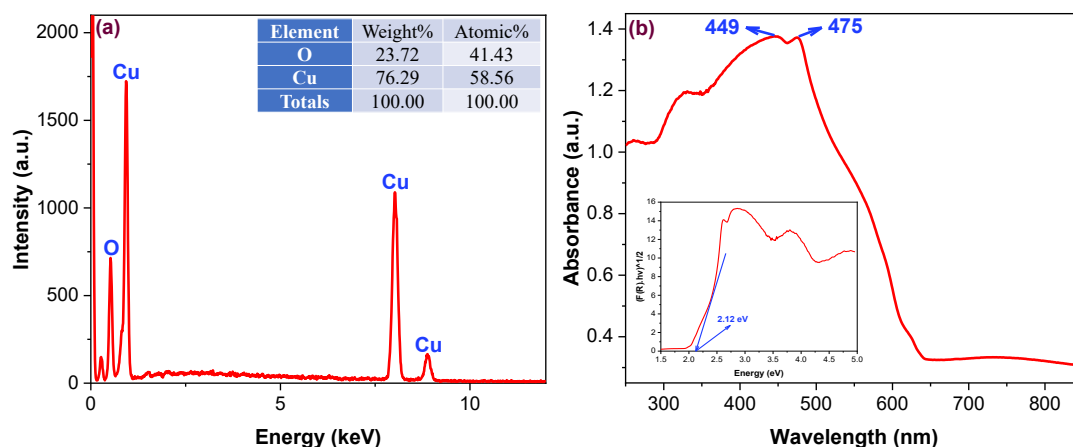 (a)
Element Weight% Atomic%
O 23.72 41.43
Cu 76.29 58.56
Totals 100.00 100.00
Cu
O
Cu
Cu
2000
1500
1000
500
0
Intensity (a.u.)
0 5 10
Energy (keV)
(b)
449 475
1.4
1.2
1.0
0.8
0.6
0.4
Absorbance (a.u.)
300 400 500 600 700 800
Wavelength (nm)
16
14
12
10
8
6
4
2
0
(F(R).hv)^1/2
2.12 eV
1.5 2.0 2.5 3.0 3.5 4.0 4.5 5.0
Energy (eV)